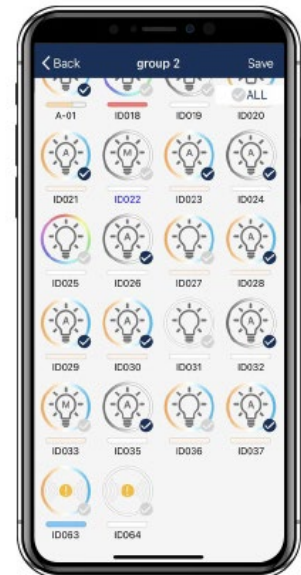 Back group 2 Save
ALL
A-01 ID018 ID019 ID020
A M A A
ID021 ID022 ID023 ID024
A
ID025 ID026 ID027 ID028
A A A
ID029 ID030 ID031 ID032
M A A
ID033 ID035 ID036 ID037
! !
ID063 ID064